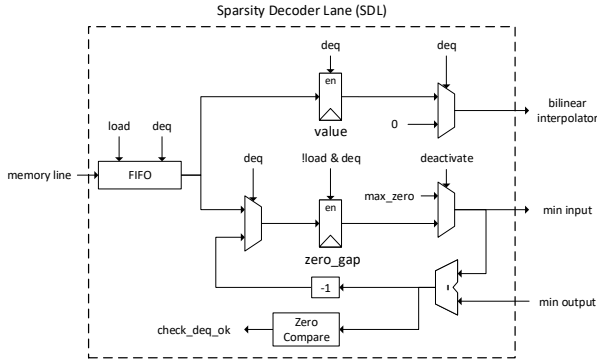 Sparsity Decoder Lane (SDL)
deq
deq
en
value
0
bilinear
interpolator
load
deq
memory line
FIFO
deq
!load & deq
deactivate
en
max_zero
min input
zero_gap
-1
-
min output
check_deq_ok
Zero
Compare